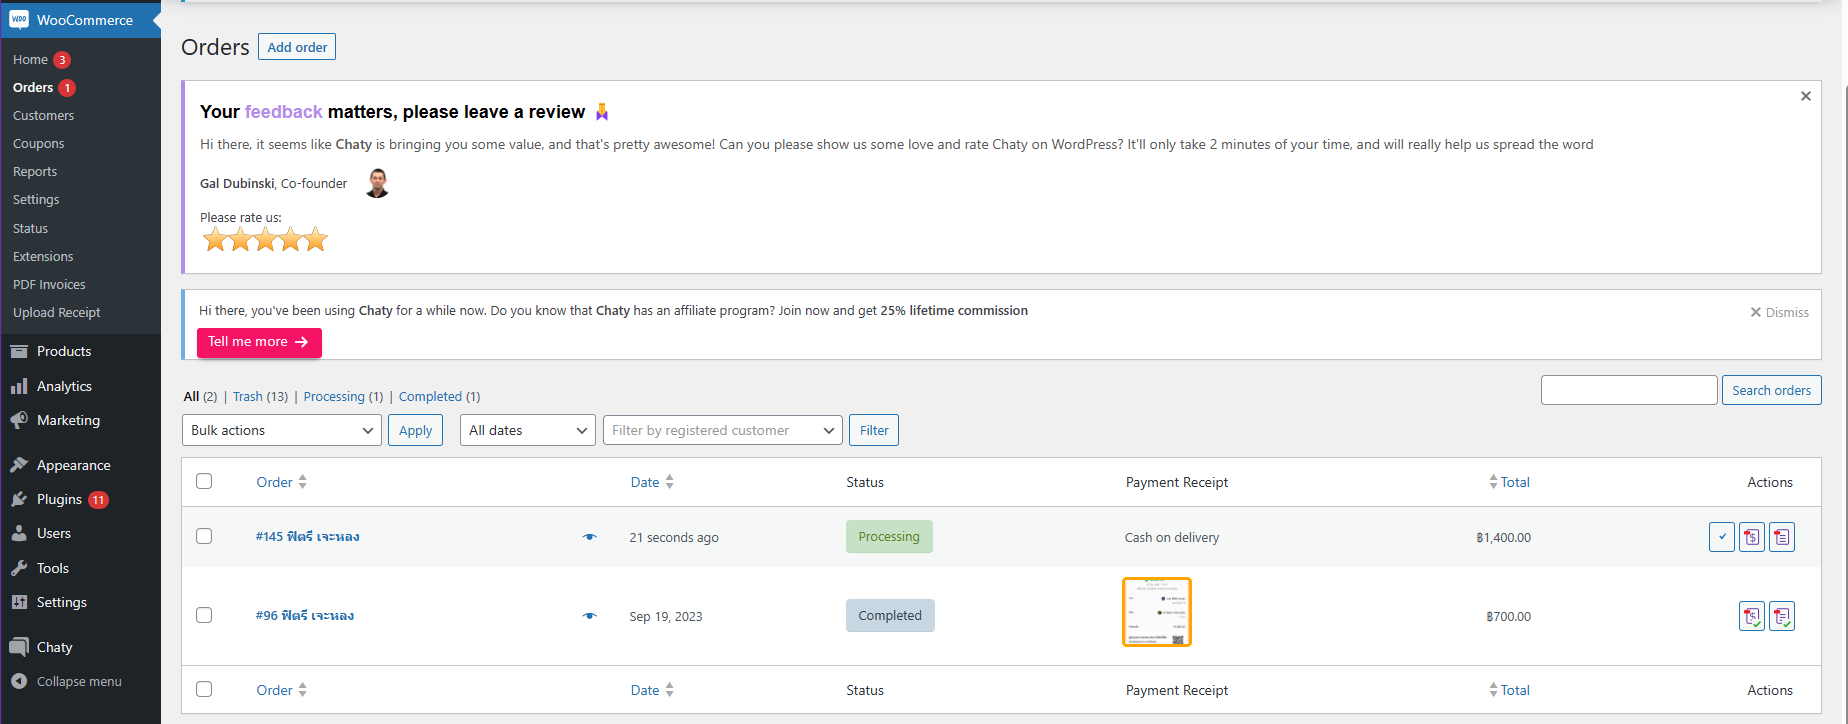 WooCommerce
Home 3
Orders 1
Customers
Coupons
Reports
Settings
Status
Extensions
PDF Invoices
Upload Receipt
Products
Analytics
Marketing
Appearance
Plugins 11
Users
Tools
Settings
Chaty
Collapse menu
Orders Add order
Your feedback matters, please leave a review
Hi there, it seems like Chaty is bringing you some value, and that's pretty awesome! Can you please show us some love and rate Chaty on WordPress? It'll only take 2 minutes of your time, and will really help us spread the word
Gal Dubinski, Co-founder
Please rate us:
Hi there, you've been using Chaty for a while now. Do you know that Chaty has an affiliate program? Join now and get 25% lifetime commission
Dismiss
Tell me more
All (2) | Trash (13) | Processing (1) | Completed (1)
Search orders
Bulk actions Apply All dates Filter by registered customer Filter
Order Date Status Payment Receipt Total Actions
#145 ฟิตรี เจะหลง 21 seconds ago Processing Cash on delivery ฿1,400.00
#96 ฟิตรี เจะหลง Sep 19, 2023 Completed ฿700.00
Order Date Status Payment Receipt Total Actions